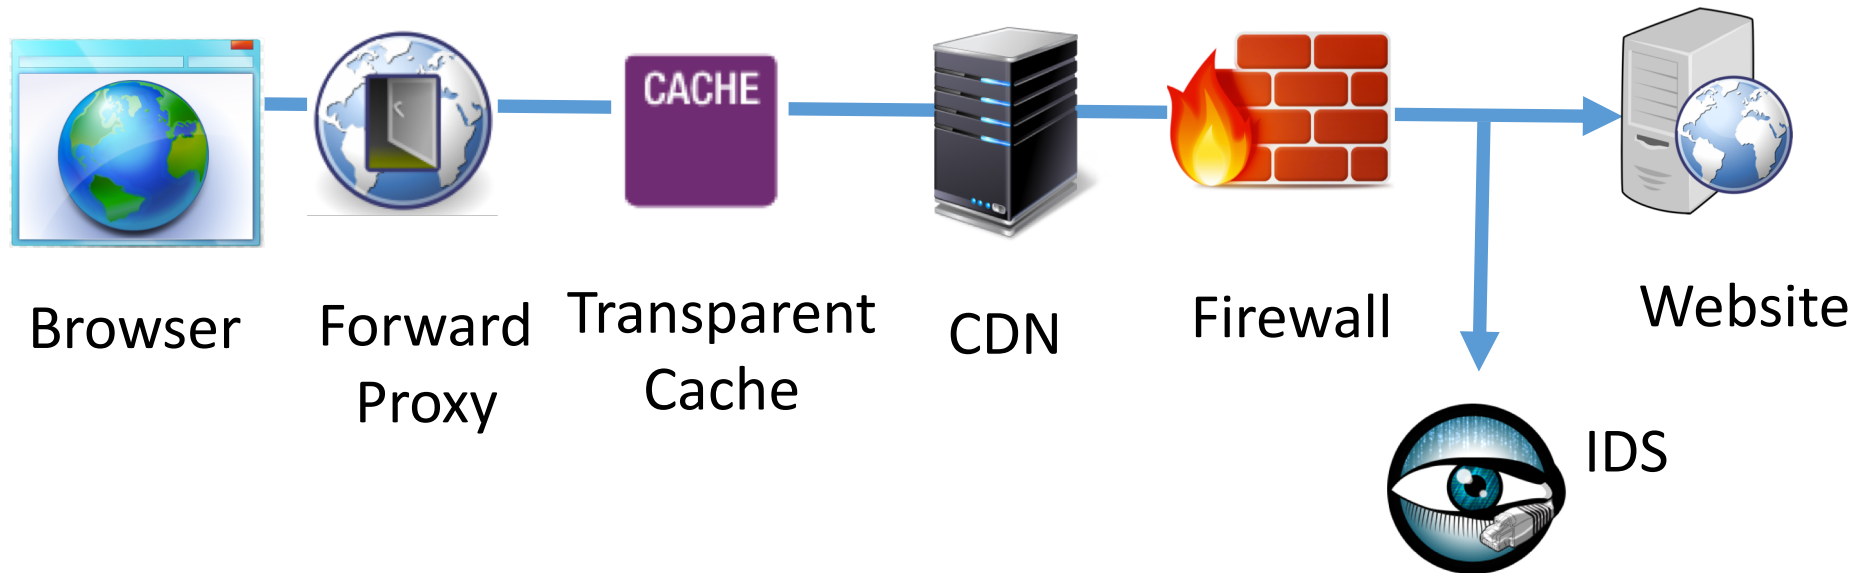 CACHE
Browser
Forward
Proxy
Transparent
Cache
CDN
Firewall
Website
IDS